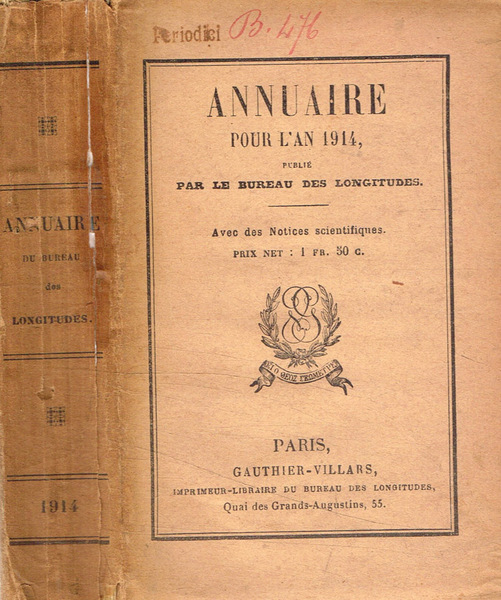 ANNUAIRE
DU BUREAU
des
LONGITUDES.
1914
Periodici
B. 476
ANNUAIRE
POUR L'AN 1914,
PUBLIÉ
PAR LE BUREAU DES LONGITUDES.
Avec des Notices scientifiques.
PRIX NET : 1 FR. 50 C.
Ο ΘΕΟΣ ΓΕΩΜΕΤΡΕΙ
PARIS,
GAUTHIER-VILLARS,
IMPRIMEUR-LIBRAIRE DU BUREAU DES LONGITUDES,
Quai des Grands-Augustins, 55.